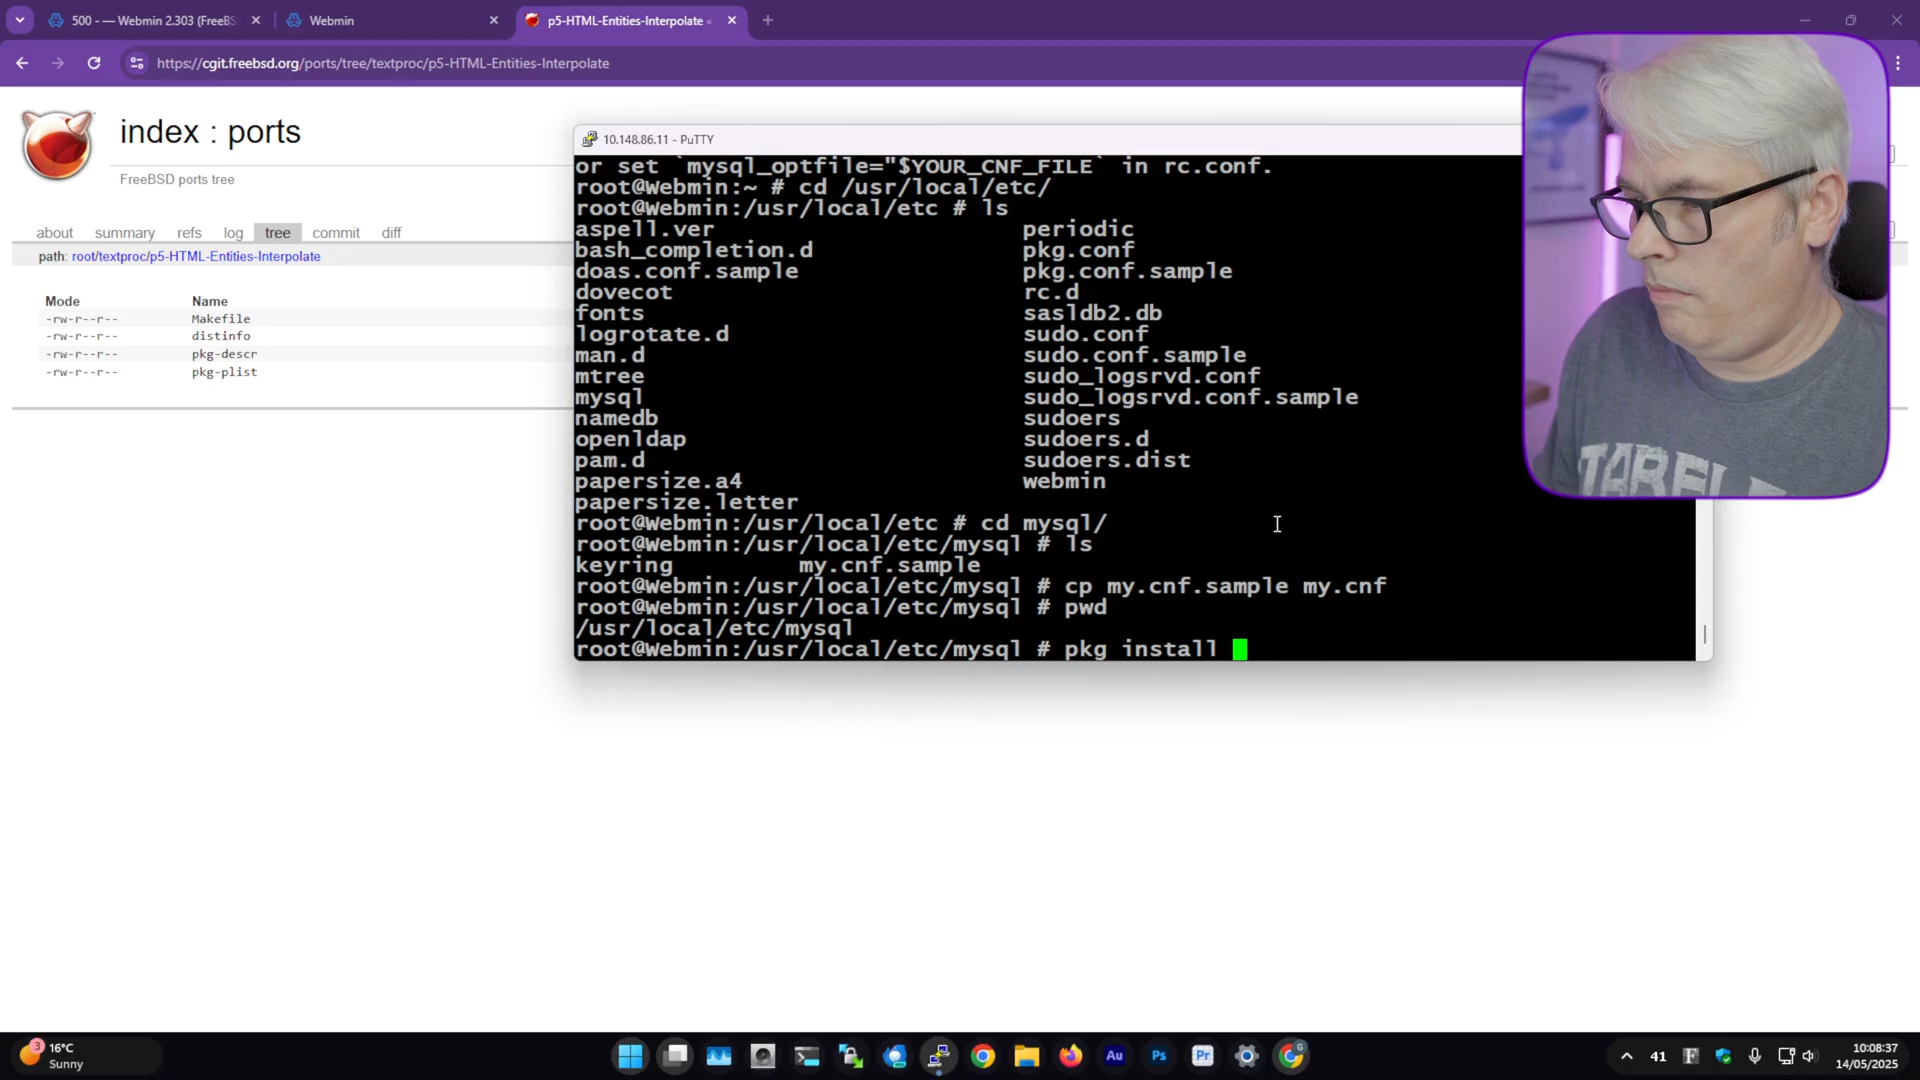 500 - — Webmin 2.303 (FreeBS
Webmin
p5-HTML-Entities-Interpolate «
https://cgit.freebsd.org/ports/tree/textproc/p5-HTML-Entities-Interpolate
index : ports
FreeBSD ports tree
about summary refs log tree commit diff
path: root/textproc/p5-HTML-Entities-Interpolate
Mode Name
-rw-r--r-- Makefile
-rw-r--r-- distinfo
-rw-r--r-- pkg-descr
-rw-r--r-- pkg-plist
10.148.86.11 - PuTTY
or set `mysql_optfile="$YOUR_CNF_FILE` in rc.conf.
root@Webmin:~ # cd /usr/local/etc/
root@Webmin:/usr/local/etc # ls
aspell.ver periodic
bash_completion.d pkg.conf
doas.conf.sample pkg.conf.sample
dovecot rc.d
fonts sasldb2.db
logrotate.d sudo.conf
man.d sudo.conf.sample
mtree sudo_logsrvd.conf
mysql sudo_logsrvd.conf.sample
namedb sudoers
openldap sudoers.d
pam.d sudoers.dist
papersize.a4 webmin
papersize.letter
root@Webmin:/usr/local/etc # cd mysql/
root@Webmin:/usr/local/etc/mysql # ls
keyring my.cnf.sample
root@Webmin:/usr/local/etc/mysql # cp my.cnf.sample my.cnf
root@Webmin:/usr/local/etc/mysql # pwd
/usr/local/etc/mysql
root@Webmin:/usr/local/etc/mysql # pkg install
3
16°C
Sunny
Au
Ps
Pr
G
41
F
10:08:37
14/05/2025